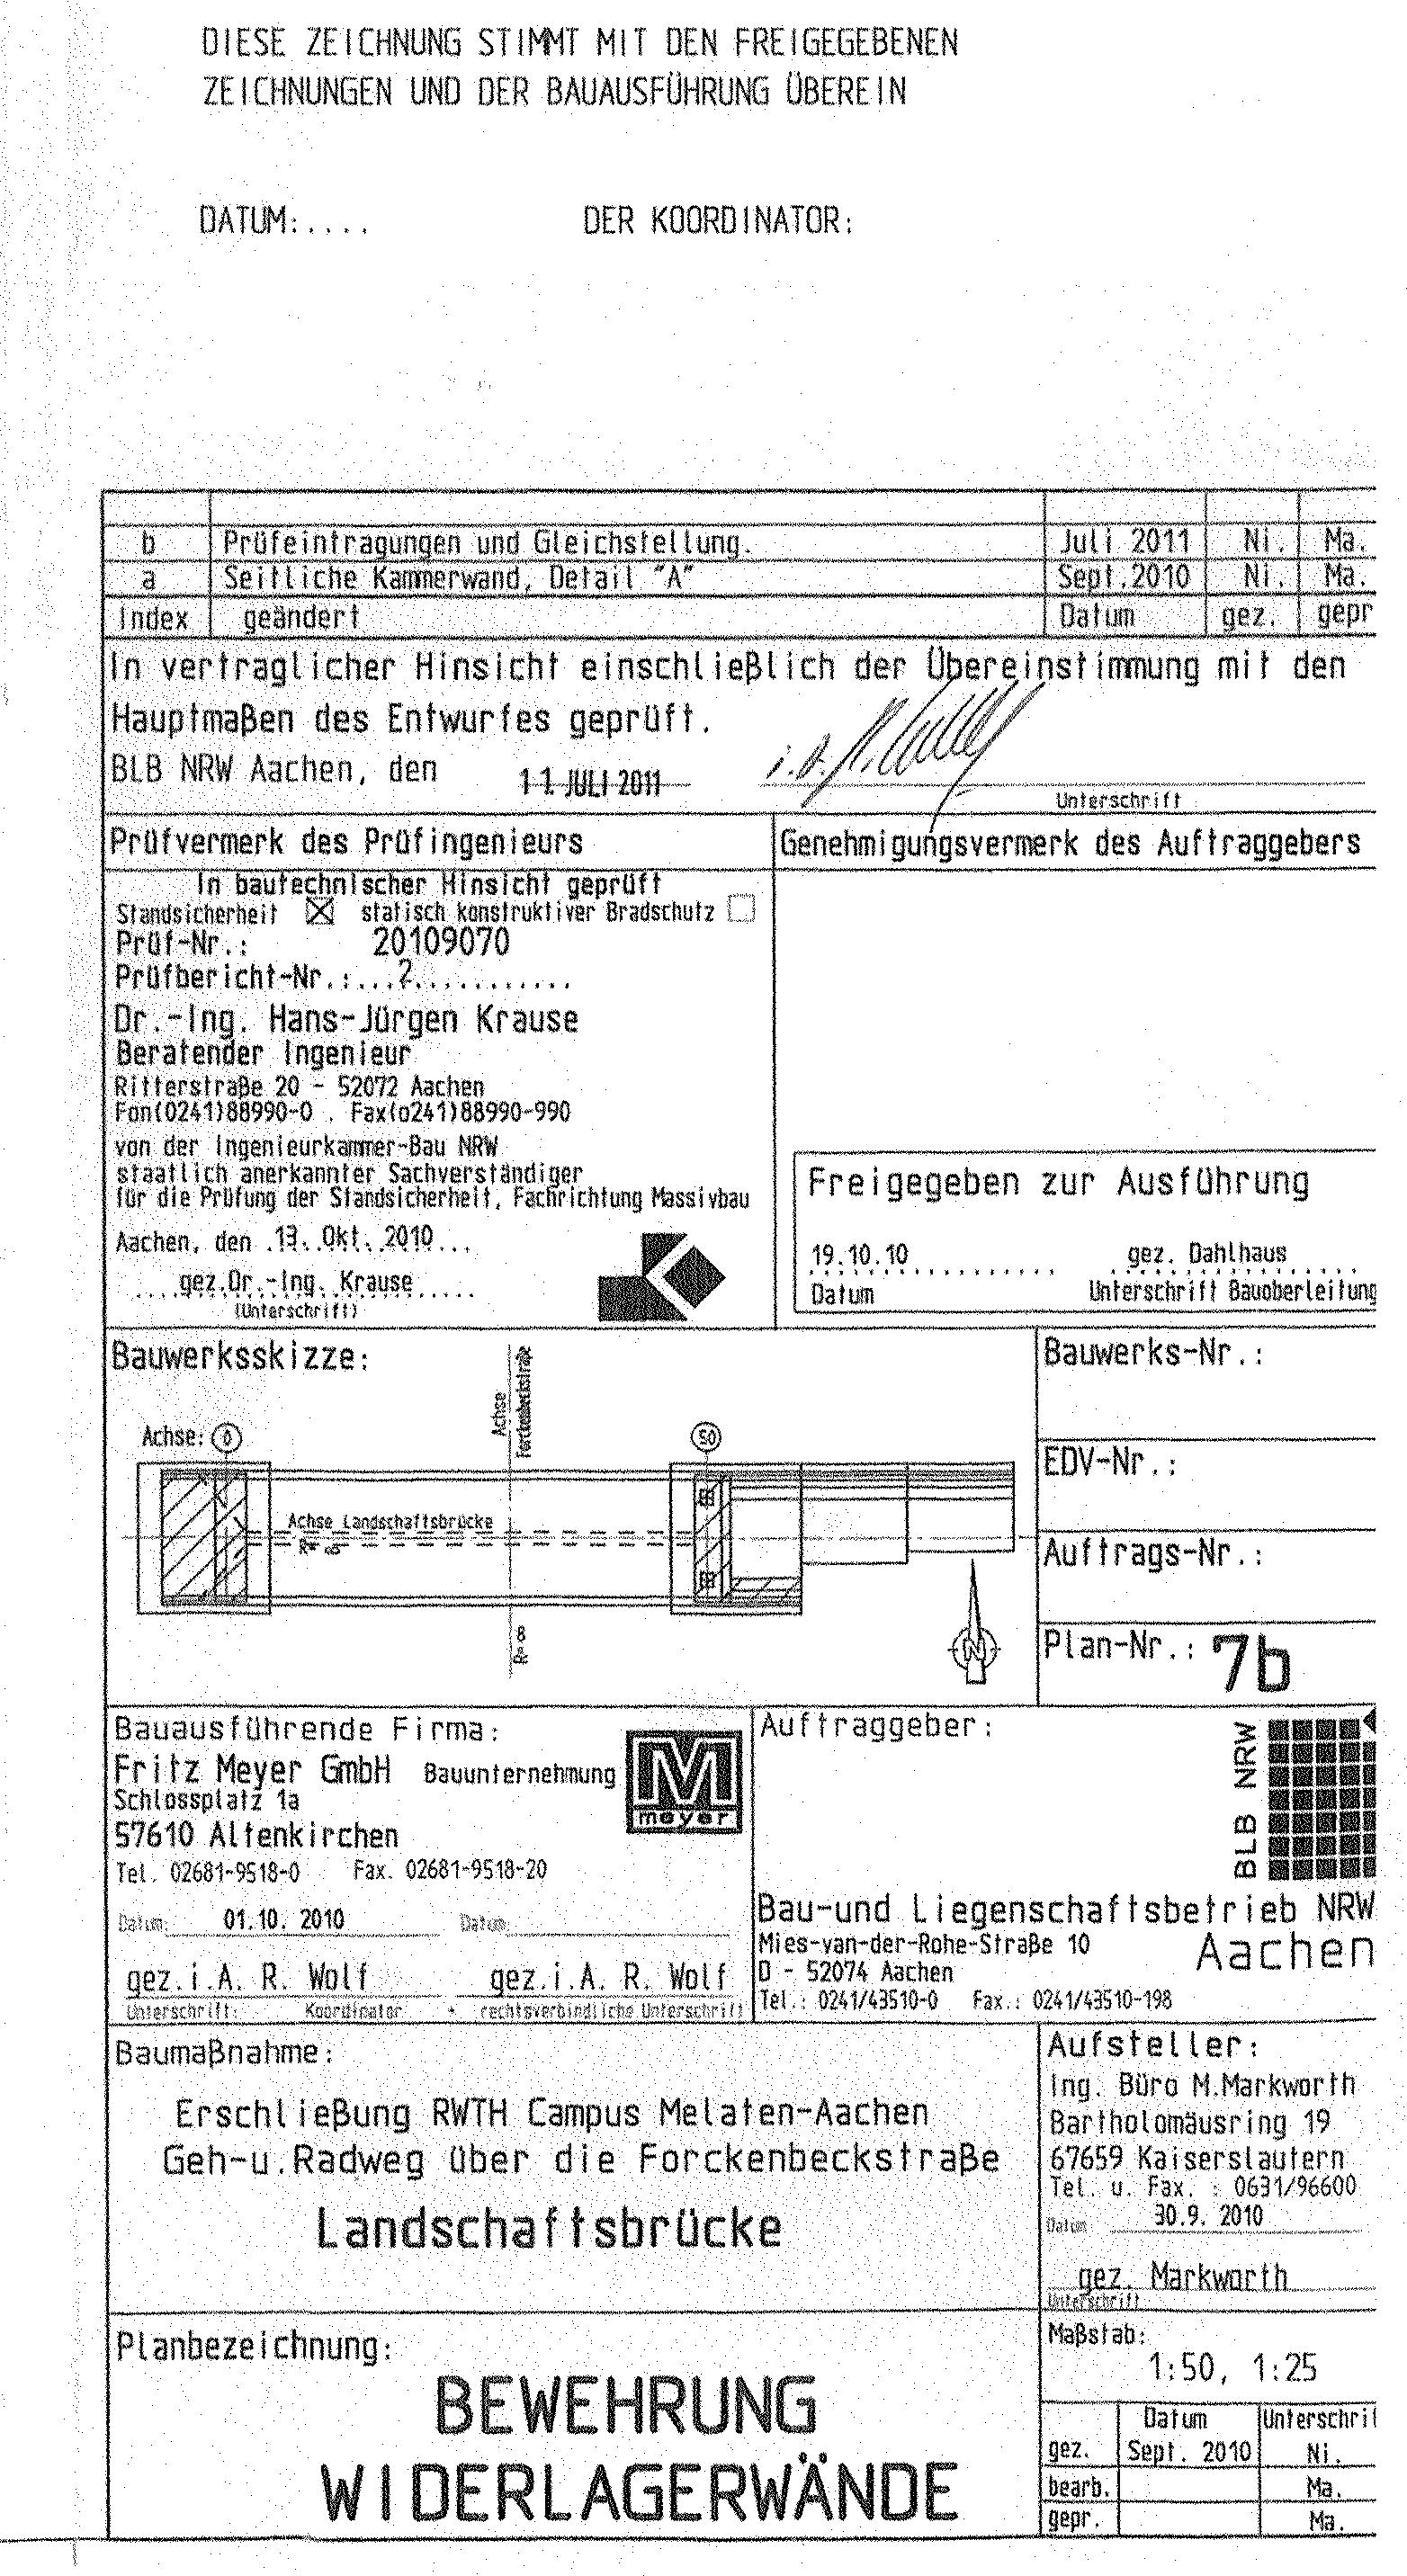 DIESE ZEICHNUNG STIMMT MIT DEN FREIGEGEBENEN
ZEICHNUNGEN UND DER BAUAUSFÜHRUNG ÜBEREIN
DATUM:.... DER KOORDINATOR:
b Prüfeintragungen und Gleichstellung. Juli 2011 Ni. Ma.
a Seitliche Kammerwand, Detail "A" Sept.2010 Ni. Ma.
Index geändert Datum gez. gepr
In vertraglicher Hinsicht einschließlich der Übereinstimmung mit den
Hauptmaßen des Entwurfes geprüft.
BLB NRW Aachen, den 11. JULI 2011
Unterschrift
Prüfvermerk des Prüfingenieurs
In bautechnischer Hinsicht geprüft
Standsicherheit ☒ statisch konstruktiver Bradschutz ☐
Prüf-Nr.: 20109070
Prüfbericht-Nr.:...2...........
Dr.-Ing. Hans-Jürgen Krause
Beratender Ingenieur
Ritterstraße 20 - 52072 Aachen
Fon(0241)88990-0 . Fax(o241)88990-990
von der Ingenieurkammer-Bau NRW
staatlich anerkannter Sachverständiger
für die Prüfung der Standsicherheit, Fachrichtung Massivbau
Aachen, den .13. Okt. 2010...
gez.Dr.-Ing. Krause
(Unterschrift)
Genehmigungsvermerk des Auftraggebers
Freigegeben zur Ausführung
19.10.10 gez. Dahlhaus
Datum Unterschrift Bauoberleitung
Bauwerksskizze:
Achse
Forckenbeckstraße
Achse: 0
50
Achse Landschaftsbrücke
R= ∞
R= ∞
N
Bauwerks-Nr.:
EDV-Nr.:
Auftrags-Nr.:
Plan-Nr.: 7b
Bauausführende Firma:
Fritz Meyer GmbH Bauunternehmung
Schlossplatz 1a
57610 Altenkirchen
Tel. 02681-9518-0 Fax. 02681-9518-20
M
meyer
Datum: 01.10. 2010 Datum:
gez.i.A. R. Wolf gez.i.A. R. Wolf
Unterschrift: Koordinator * rechtsverbindliche Unterschrift
Auftraggeber:
BLB NRW
Bau-und Liegenschaftsbetrieb NRW
Mies-van-der-Rohe-Straße 10
Aachen
D - 52074 Aachen
Tel.: 0241/43510-0 Fax.: 0241/43510-198
Baumaßnahme:
Erschließung RWTH Campus Melaten-Aachen
Geh-u.Radweg über die Forckenbeckstraße
Landschaftsbrücke
Aufsteller:
Ing. Büro M.Markworth
Bartholomäusring 19
67659 Kaiserslautern
Tel. u. Fax. : 0631/96600
Datum 30.9. 2010
gez. Markworth
Unterschrift
Planbezeichnung:
BEWEHRUNG
WIDERLAGERWÄNDE
Maßstab:
1:50, 1:25
Datum Unterschri
gez. Sept. 2010 Ni.
bearb. Ma.
gepr. Ma.